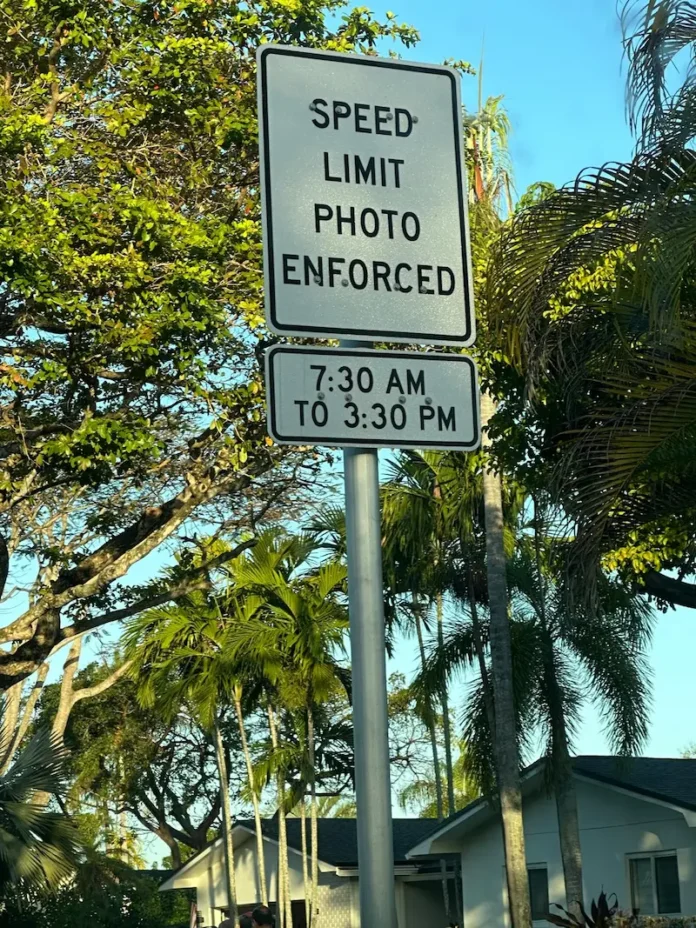 SPEED
LIMIT
PHOTO
ENFORCED
7:30 AM
TO 3:30 PM